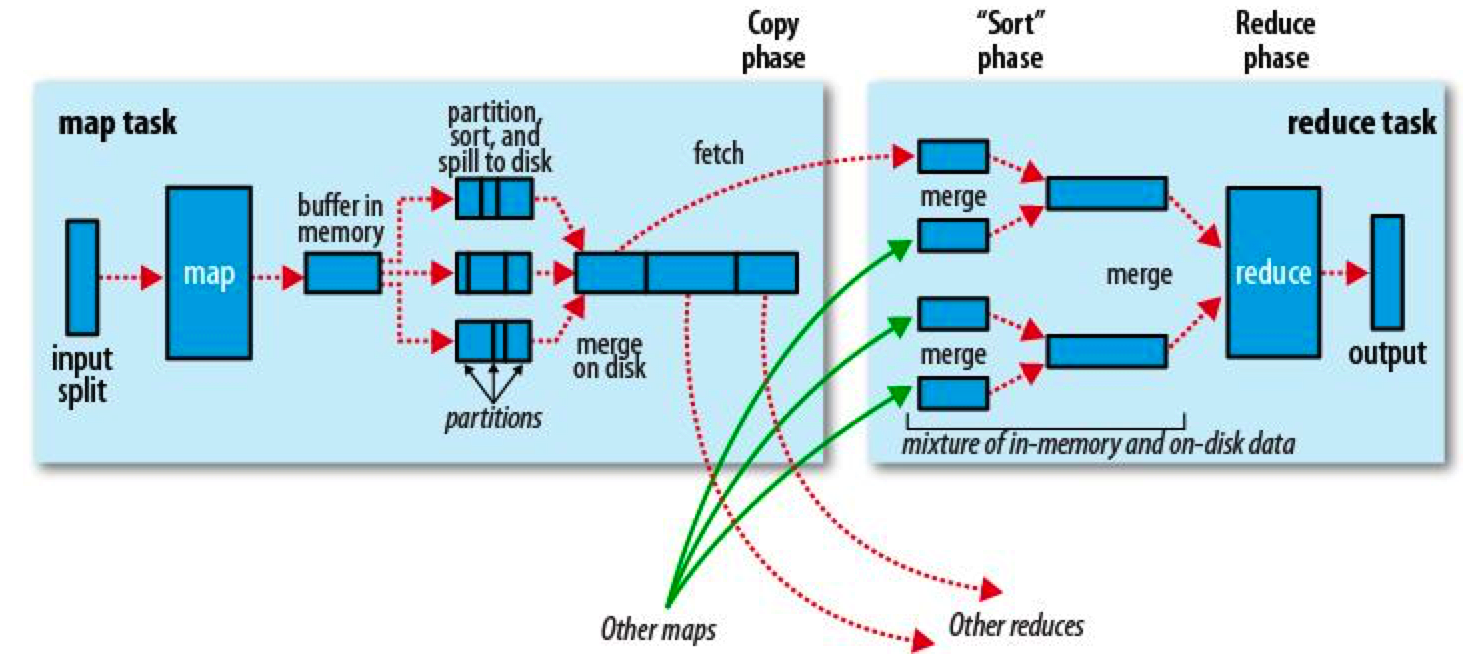 Copy
phase
“Sort”
phase
Reduce
phase
map task
partition,
sort, and
spill to disk
fetch
buffer in
memory
map
input
split
merge
on disk
partitions
reduce task
merge
merge
merge
reduce
output
mixture of in-memory and on-disk data
Other maps
Other reduces